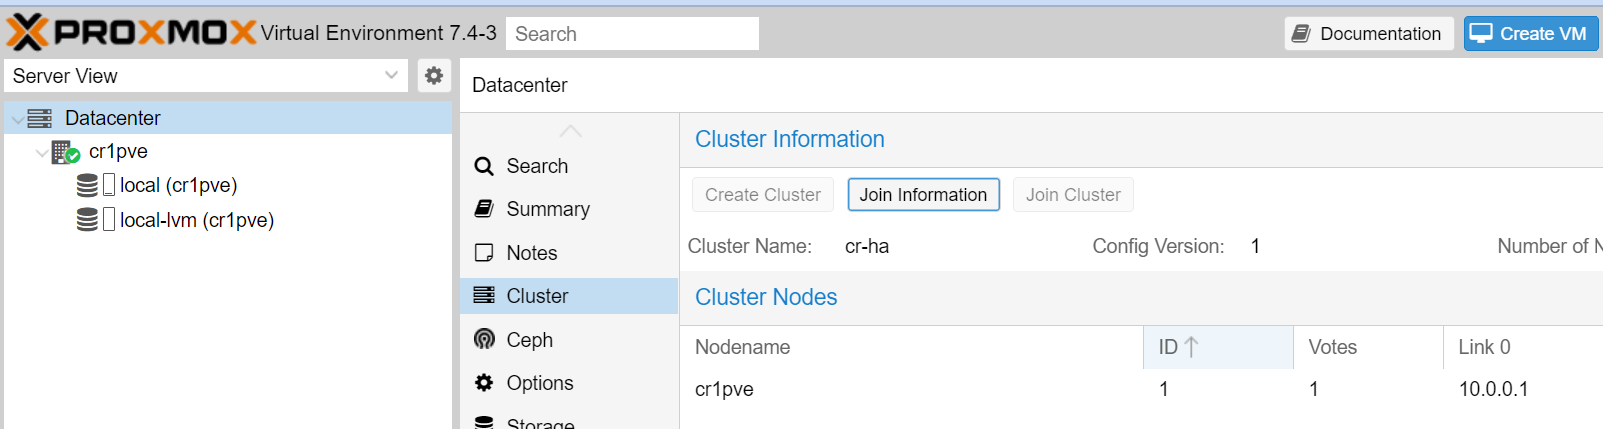 PROXMOX Virtual Environment 7.4-3 Search Documentation Create VM
Server View
Datacenter
cr1pve
local (cr1pve)
local-lvm (cr1pve)
Datacenter
Search
Summary
Notes
Cluster
Ceph
Options
Storage
Cluster Information
Create Cluster Join Information Join Cluster
Cluster Name: cr-ha Config Version: 1 Number of N
Cluster Nodes
Nodename ID Votes Link 0
cr1pve 1 1 10.0.0.1